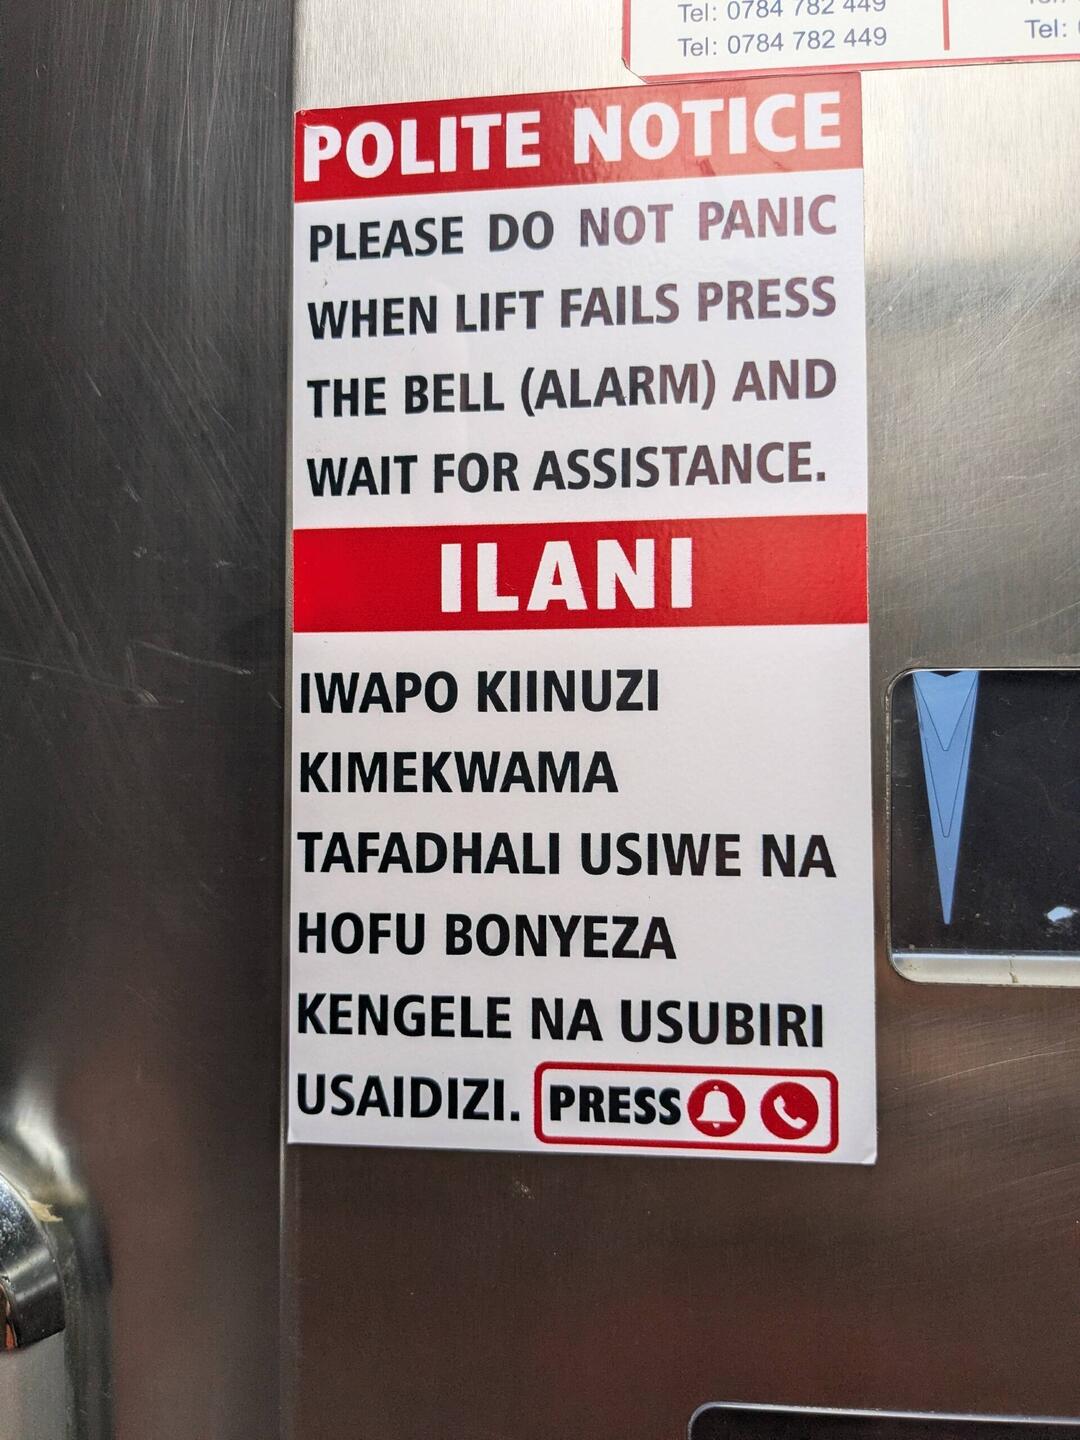 Tel: 0784 782 449
Tel: 0784 782 449
Tel:
POLITE NOTICE
PLEASE DO NOT PANIC
WHEN LIFT FAILS PRESS
THE BELL (ALARM) AND
WAIT FOR ASSISTANCE.
ILANI
IWAPO KIINUZI
KIMEKWAMA
TAFADHALI USIWE NA
HOFU BONYEZA
KENGELE NA USUBIRI
USAIDIZI. PRESS